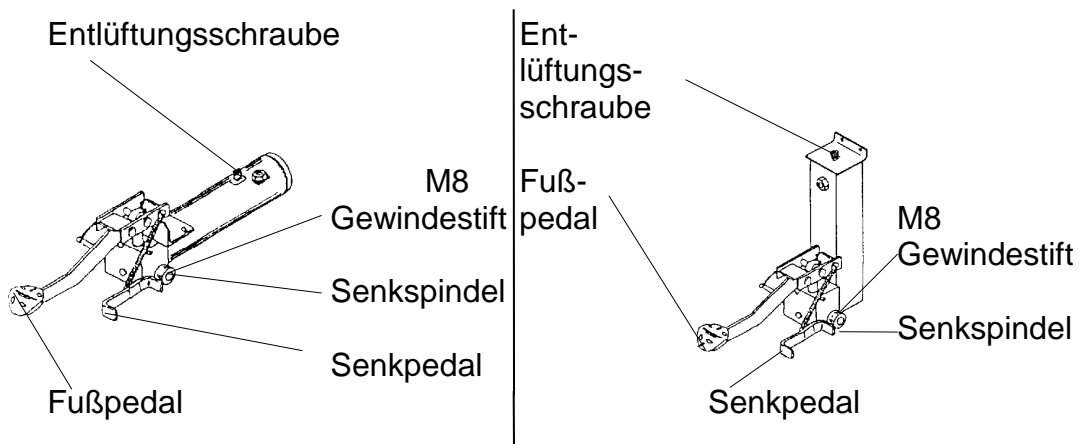 Entlüftungsschraube
M8
Gewindestift
Senkspindel
Senkpedal
Fußpedal
Ent-
lüftungs-
schraube
Fuß-
pedal
M8
Gewindestift
Senkspindel
Senkpedal